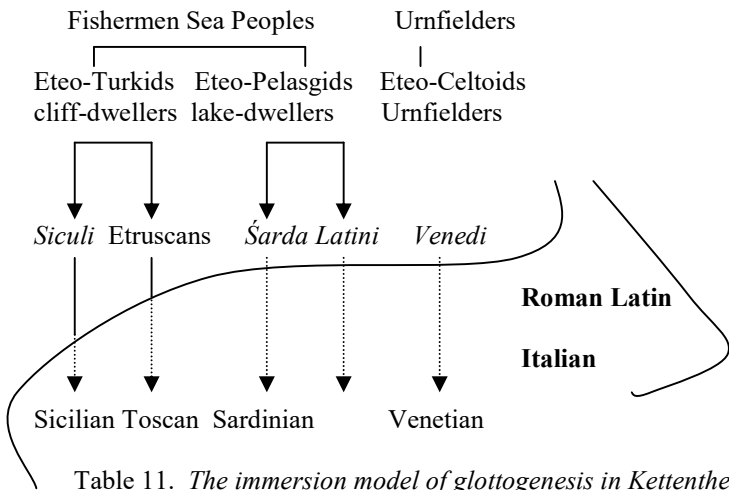 Fishermen Sea Peoples Urnfielders
Eteo-Turkids Eteo-Pelasgids Eteo-Celtoids
cliff-dwellers lake-dwellers Urnfielders
Siculi Etruscans Śarda Latini Venedi
Roman Latin
Italian
Sicilian Toscan Sardinian Venetian
Table 11. The immersion model of glottogenesis in Kettenthe